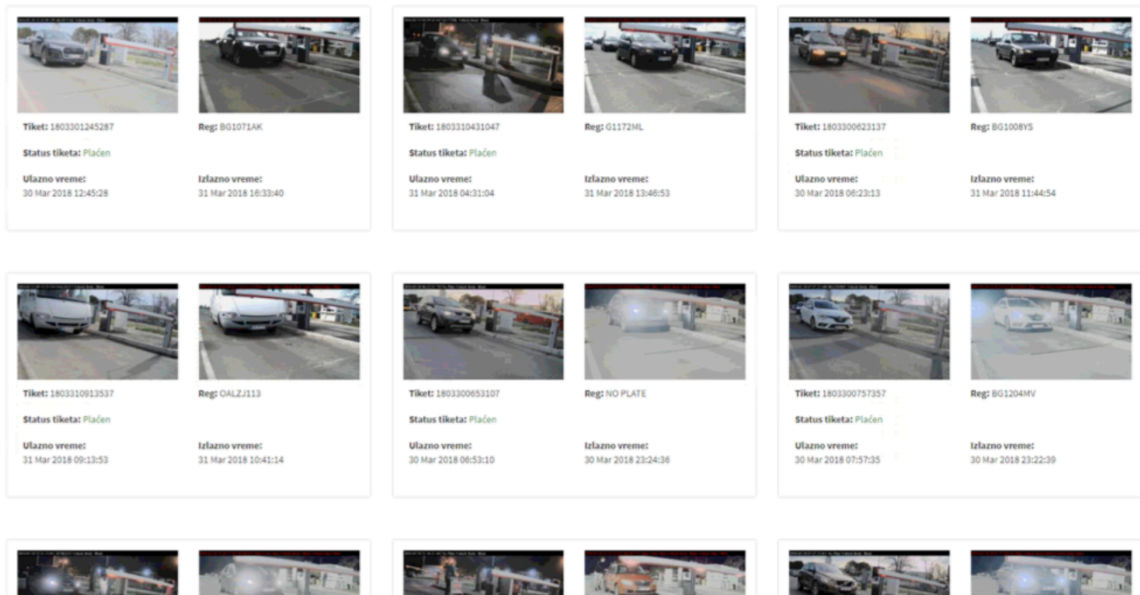 Tiket: 1803301245287
Reg: BG1071AK
Status tiketa: Plaćen
Ulazno vreme:
Izlazno vreme:
30 Mar 2018 12:45:28
31 Mar 2018 16:33:40
Tiket: 1803310431047
Reg: G1172ML
Status tiketa: Plaćen
Ulazno vreme:
Izlazno vreme:
31 Mar 2018 04:31:04
31 Mar 2018 13:46:53
Tiket: 1803300623137
Reg: BG1008YS
Status tiketa: Plaćen
Ulazno vreme:
Izlazno vreme:
30 Mar 2018 06:23:13
31 Mar 2018 11:44:54
Tiket: 1803310913537
Reg: OALZJ113
Status tiketa: Plaćen
Ulazno vreme:
Izlazno vreme:
31 Mar 2018 09:13:53
31 Mar 2018 10:41:14
Tiket: 1803300653107
Reg: NO PLATE
Status tiketa: Plaćen
Ulazno vreme:
Izlazno vreme:
30 Mar 2018 06:53:10
30 Mar 2018 23:24:36
Tiket: 1803300757357
Reg: BG1204MV
Status tiketa: Plaćen
Ulazno vreme:
Izlazno vreme:
30 Mar 2018 07:57:35
30 Mar 2018 23:22:39